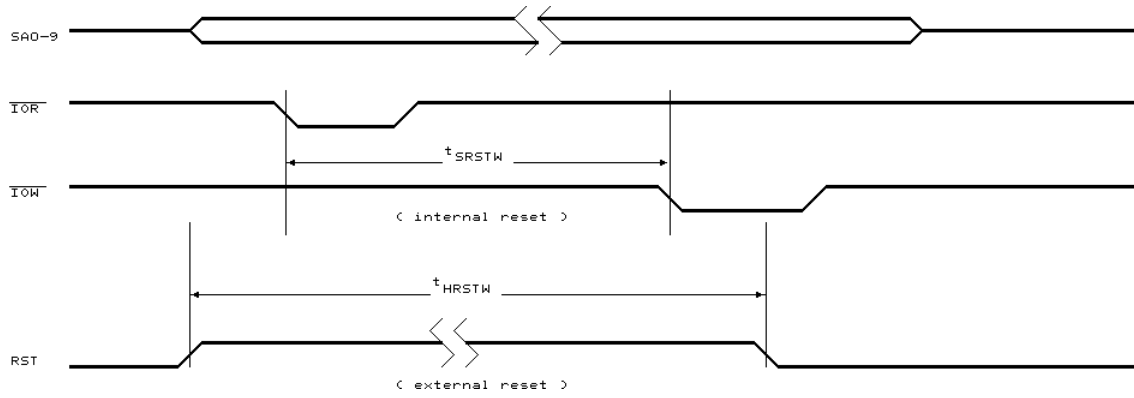 SA0-9
IOR
tSRSTW
IOW
( internal reset )
tHRSTW
RST
( external reset )